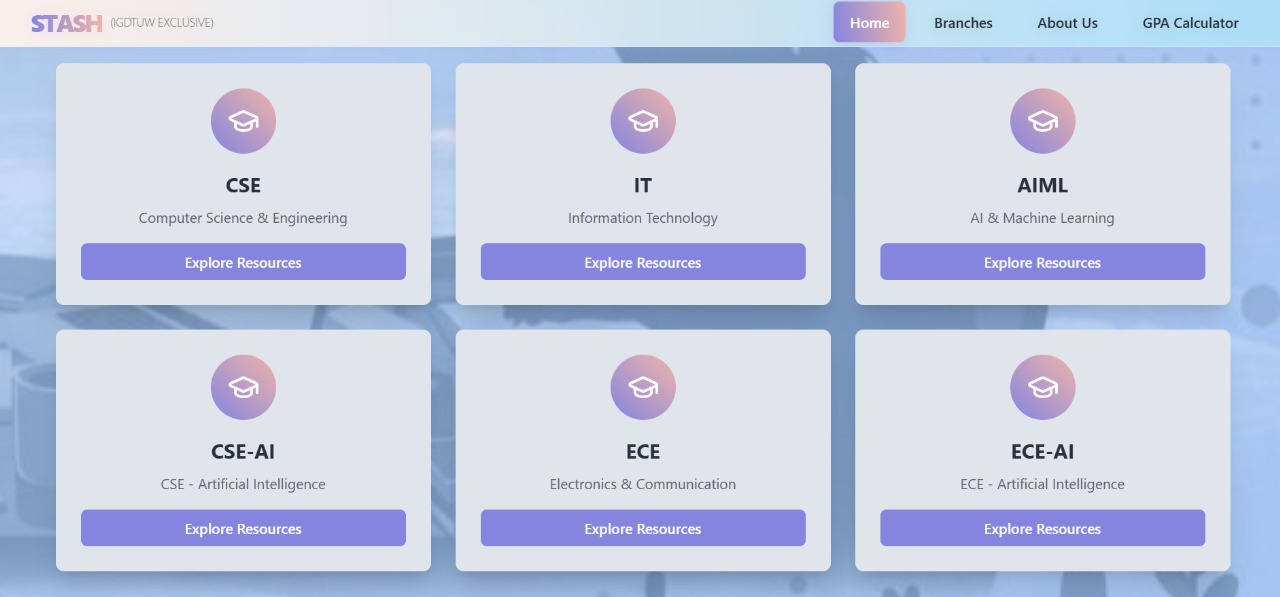 STASH (IGDTUW EXCLUSIVE) Home Branches About Us GPA Calculator
CSE IT AIML
Computer Science & Engineering Information Technology AI & Machine Learning
Explore Resources Explore Resources Explore Resources
CSE-AI ECE ECE-AI
CSE - Artificial Intelligence Electronics & Communication ECE - Artificial Intelligence
Explore Resources Explore Resources Explore Resources